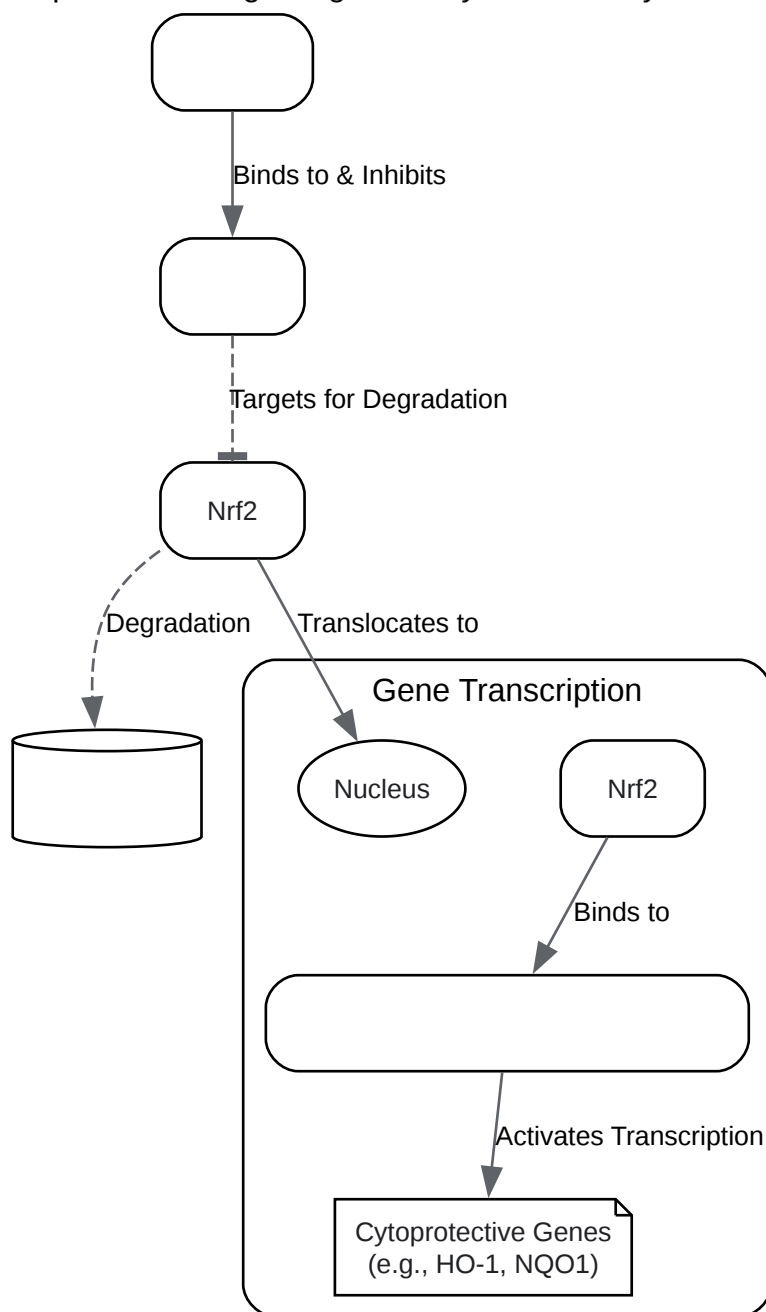 Binds to & Inhibits
Targets for Degradation
Nrf2
Degradation
Translocates to
Gene Transcription
Nucleus
Nrf2
Binds to
Activates Transcription
Cytoprotective Genes
(e.g., HO-1, NQO1)